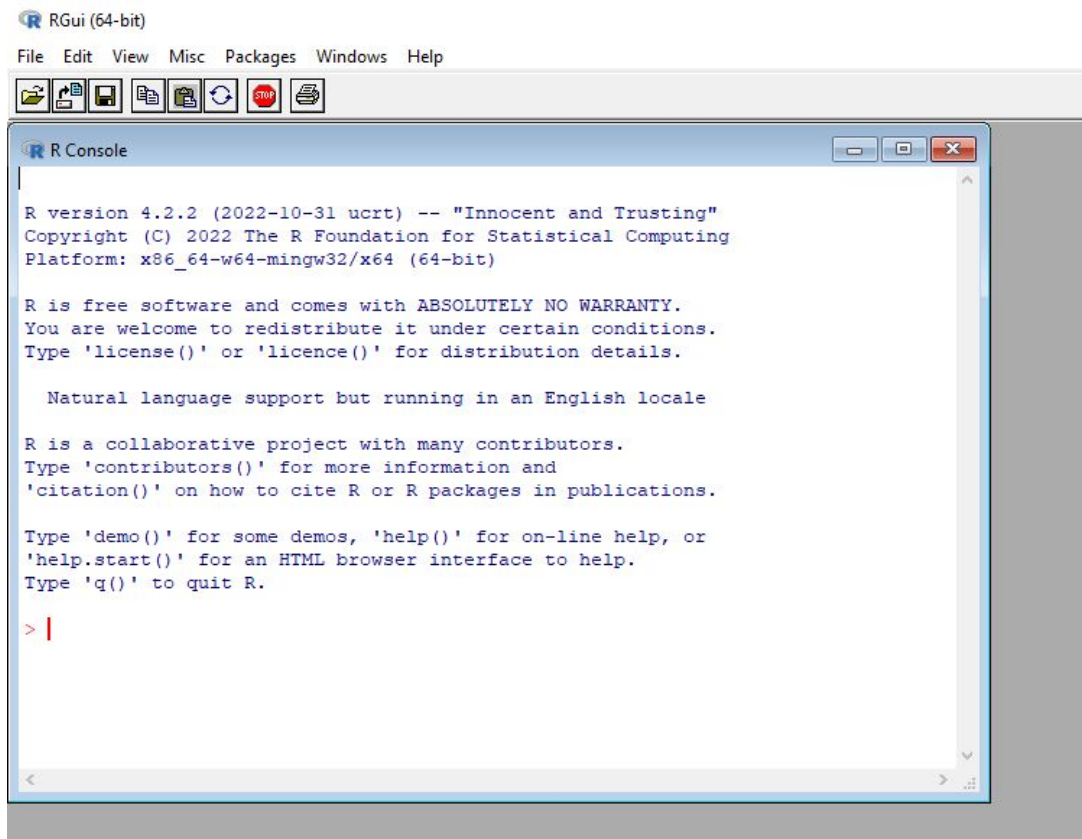 RGui (64-bit)
File Edit View Misc Packages Windows Help
STOP
R Console
R version 4.2.2 (2022-10-31 ucrt) -- "Innocent and Trusting"
Copyright (C) 2022 The R Foundation for Statistical Computing
Platform: x86_64-w64-mingw32/x64 (64-bit)
R is free software and comes with ABSOLUTELY NO WARRANTY.
You are welcome to redistribute it under certain conditions.
Type 'license()' or 'licence()' for distribution details.
Natural language support but running in an English locale
R is a collaborative project with many contributors.
Type 'contributors()' for more information and
'citation()' on how to cite R or R packages in publications.
Type 'demo()' for some demos, 'help()' for on-line help, or
'help.start()' for an HTML browser interface to help.
Type 'q()' to quit R.
>